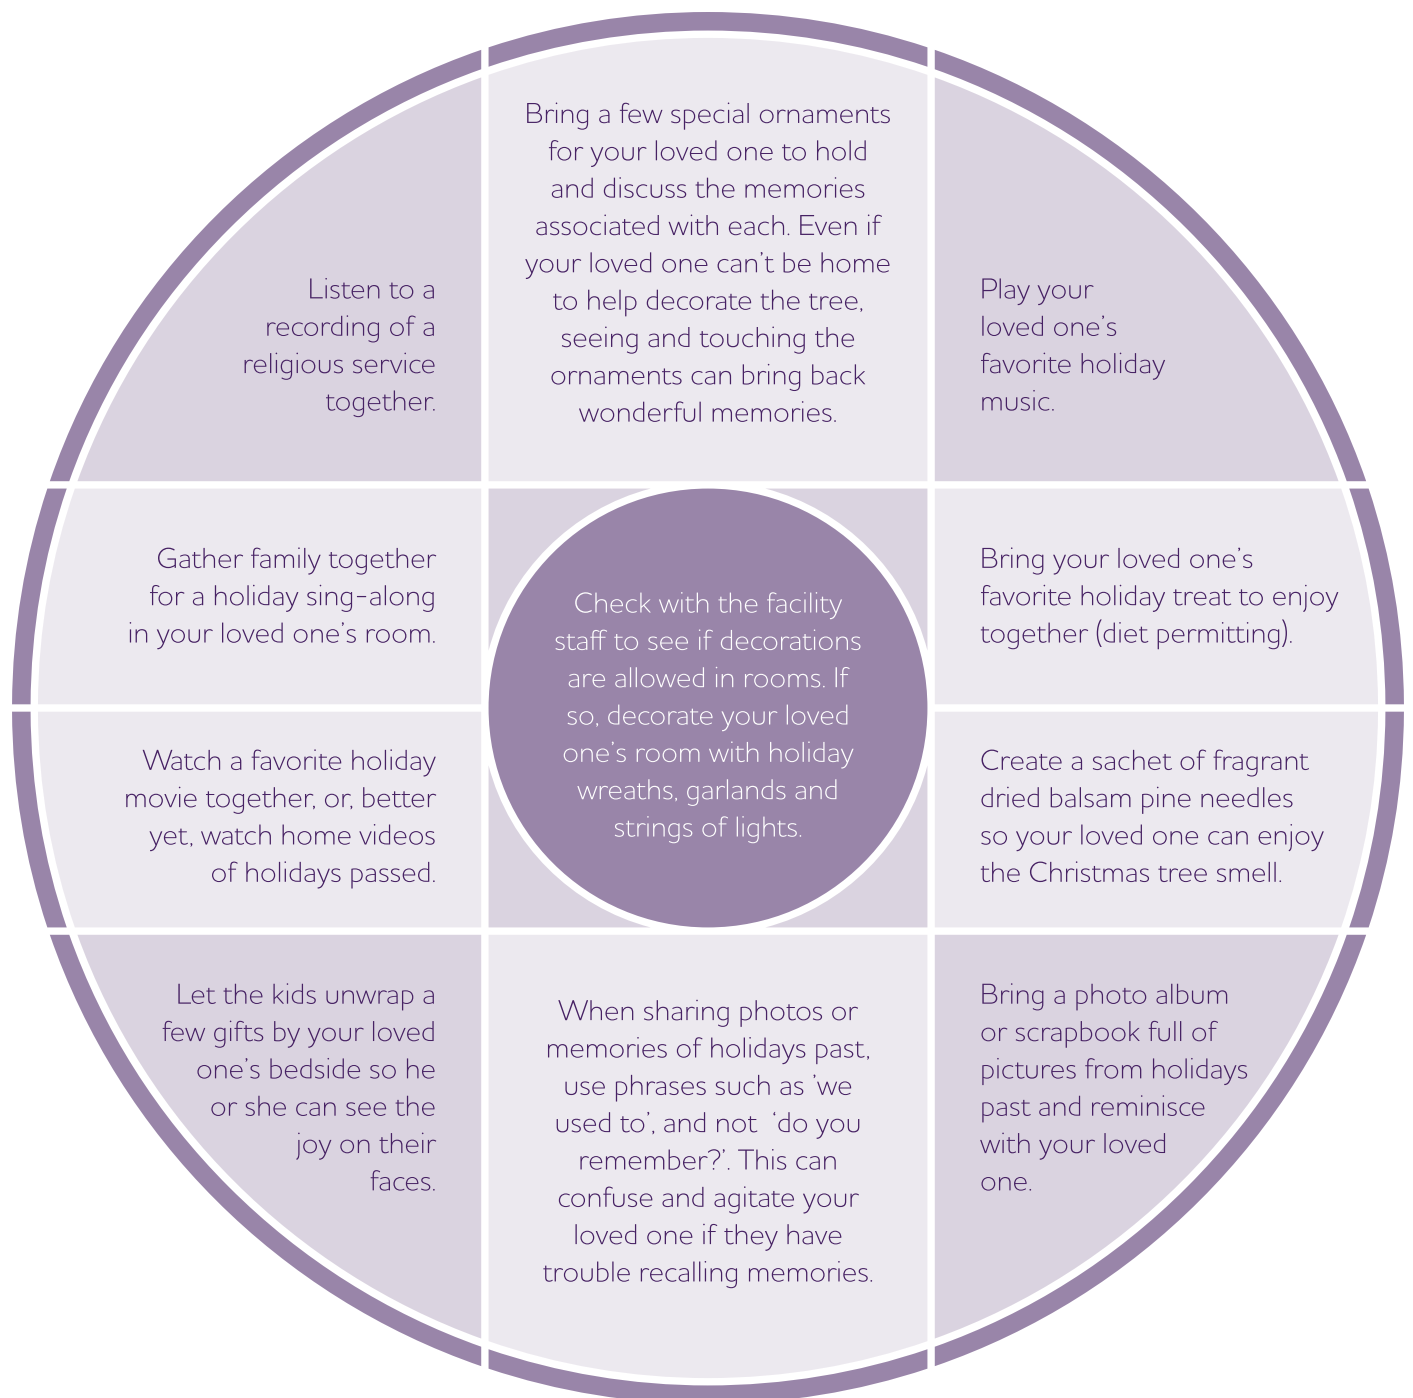 Bring a few special ornaments
for your loved one to hold
and discuss the memories
associated with each. Even if
your loved one can't be home
to help decorate the tree,
seeing and touching the
ornaments can bring back
wonderful memories.
Listen to a
recording of a
religious service
together.
Play your
loved one's
favorite holiday
music.
Gather family together
for a holiday sing-along
in your loved one's room.
Check with the facility
staff to see if decorations
are allowed in rooms. If
so, decorate your loved
one's room with holiday
wreaths, garlands and
strings of lights.
Bring your loved one's
favorite holiday treat to enjoy
together (diet permitting).
Watch a favorite holiday
movie together, or, better
yet, watch home videos
of holidays passed.
Create a sachet of fragrant
dried balsam pine needles
so your loved one can enjoy
the Christmas tree smell.
Let the kids unwrap a
few gifts by your loved
one's bedside so he
or she can see the
joy on their
faces.
When sharing photos or
memories of holidays past,
use phrases such as 'we
used to', and not  'do you
remember?'. This can
confuse and agitate your
loved one if they have
trouble recalling memories.
Bring a photo album
or scrapbook full of
pictures from holidays
past and reminisce
with your loved
one.